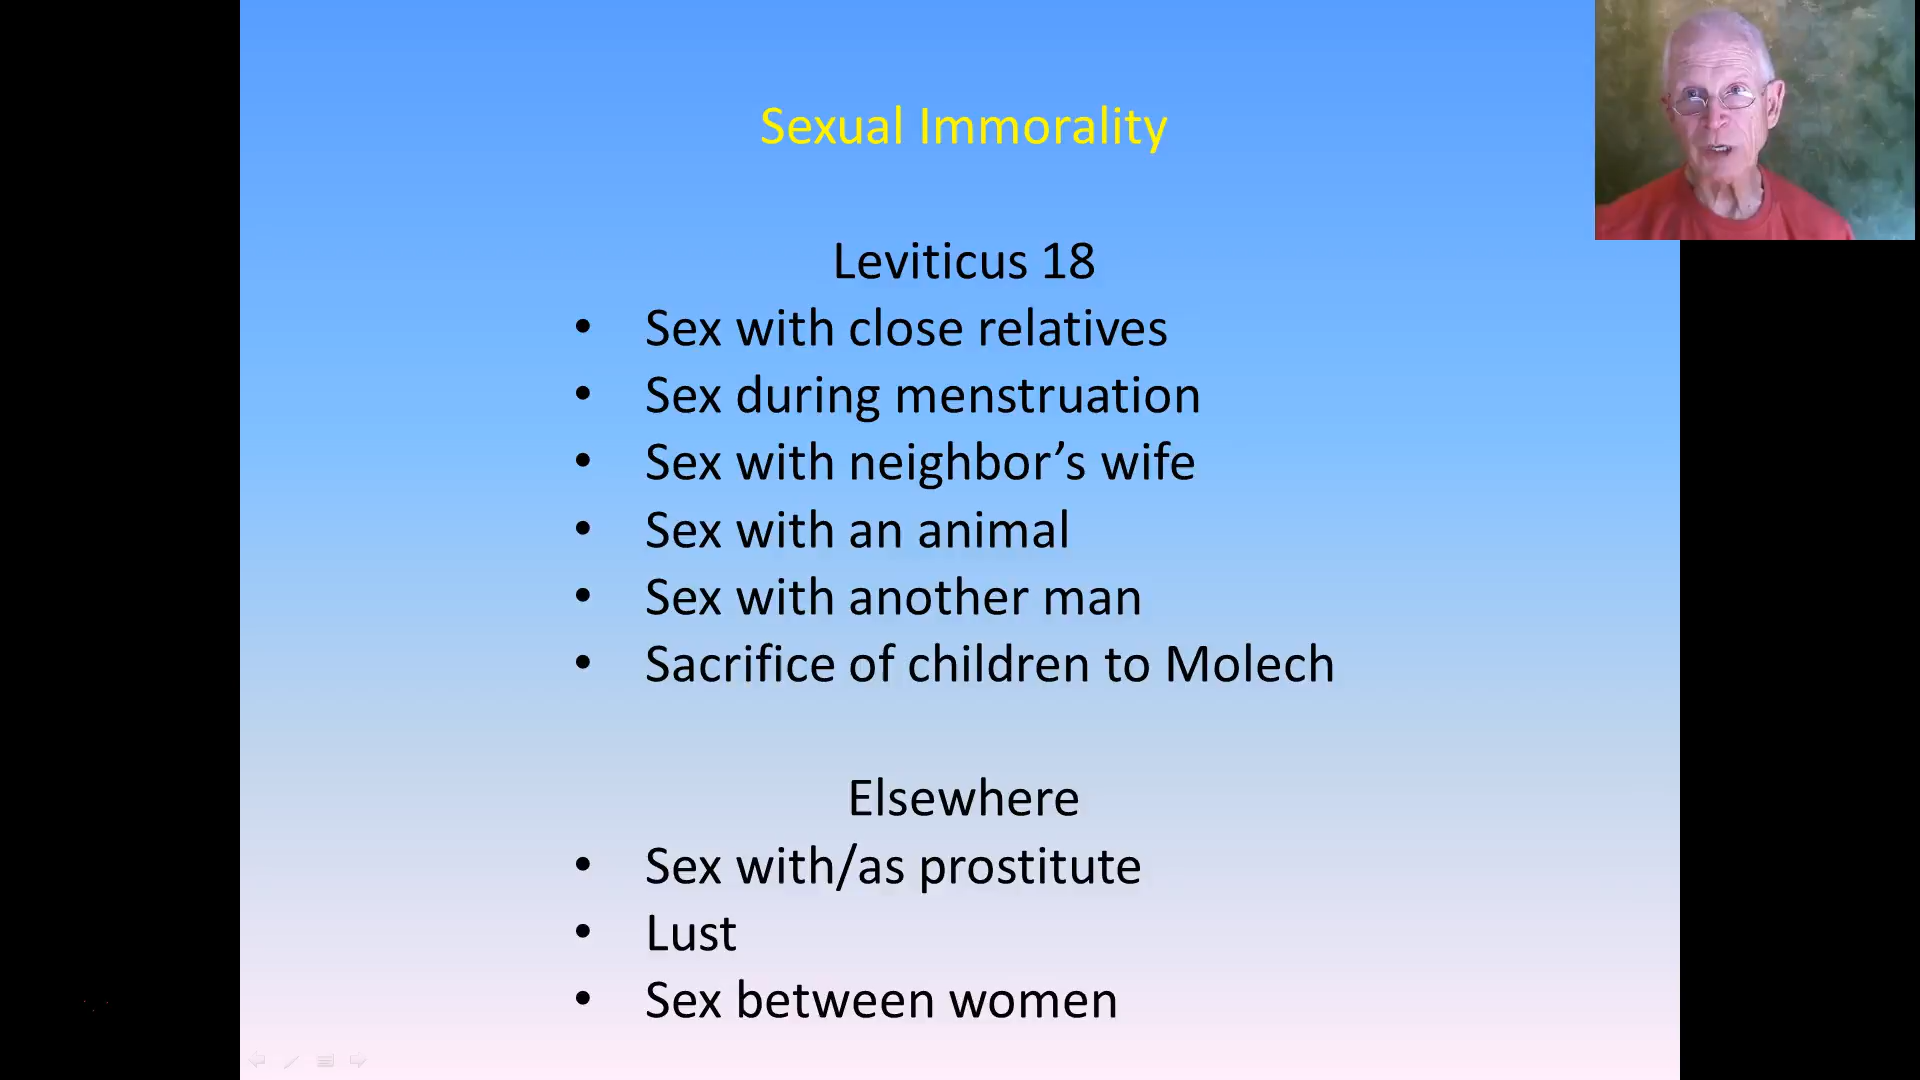 Sexual Immorality
Leviticus 18
• Sex with close relatives
• Sex during menstruation
• Sex with neighbor’s wife
• Sex with an animal
• Sex with another man
• Sacrifice of children to Molech
Elsewhere
• Sex with/as prostitute
• Lust
• Sex between women